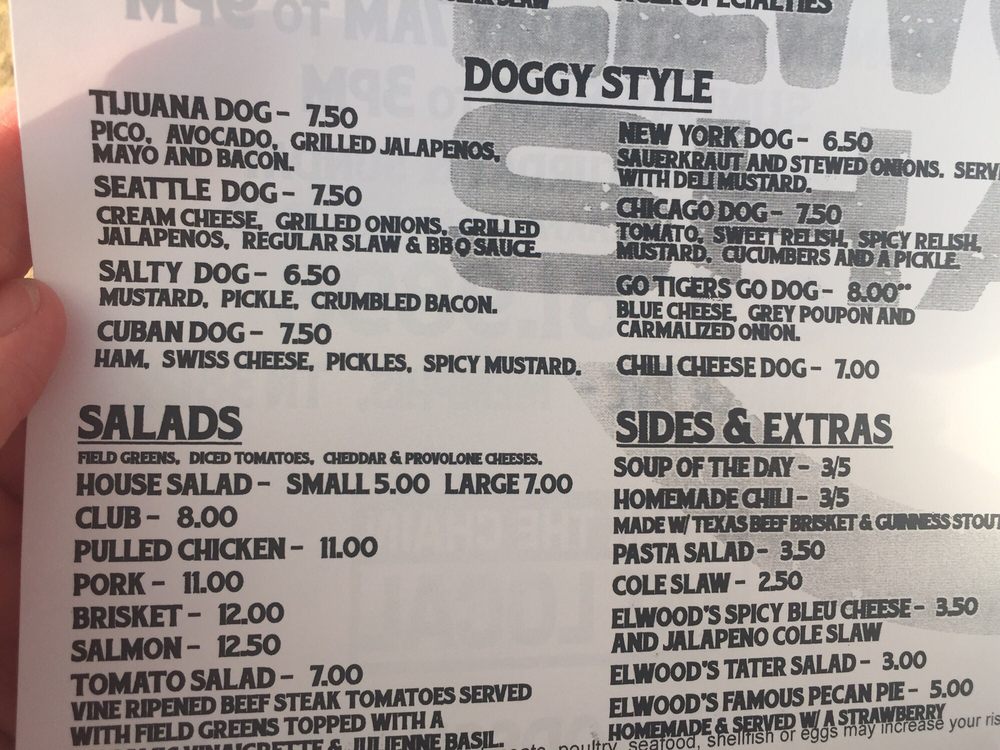 SPECIALTIES
DOGGY STYLE
TIJUANA DOG - 7.50
PICO, AVOCADO, GRILLED JALAPENOS,
MAYO AND BACON.
SEATTLE DOG - 7.50
CREAM CHEESE, GRILLED ONIONS, GRILLED
JALAPENOS, REGULAR SLAW & BBQ SAUCE.
SALTY DOG - 6.50
MUSTARD, PICKLE, CRUMBLED BACON.
CUBAN DOG - 7.50
HAM, SWISS CHEESE, PICKLES, SPICY MUSTARD.
NEW YORK DOG - 6.50
SAUERKRAUT AND STEWED ONIONS. SERV
WITH DELI MUSTARD.
CHICAGO DOG - 7.50
TOMATO, SWEET RELISH, SPICY RELISH,
MUSTARD, CUCUMBERS AND A PICKLE.
GO TIGERS GO DOG - 8.00**
BLUE CHEESE, GREY POUPON AND
CARMALIZED ONION.
CHILI CHEESE DOG - 7.00
SALADS
FIELD GREENS, DICED TOMATOES, CHEDDAR & PROVOLONE CHEESES.
HOUSE SALAD - SMALL 5.00 LARGE 7.00
CLUB - 8.00
PULLED CHICKEN - 11.00
PORK - 11.00
BRISKET - 12.00
SALMON - 12.50
TOMATO SALAD - 7.00
VINE RIPENED BEEF STEAK TOMATOES SERVED
WITH FIELD GREENS TOPPED WITH A
VINAIGRETTE & JULIENNE BASIL.
SIDES & EXTRAS
SOUP OF THE DAY - 3/5
HOMEMADE CHILI - 3/5
MADE W/ TEXAS BEEF BRISKET & GUINNESS STOUT
PASTA SALAD - 3.50
COLE SLAW - 2.50
ELWOOD'S SPICY BLEU CHEESE - 3.50
AND JALAPENO COLE SLAW
ELWOOD'S TATER SALAD - 3.00
ELWOOD'S FAMOUS PECAN PIE - 5.00
HOMEMADE & SERVED W/ A STRAWBERRY
poultry, seafood, shellfish or eggs may increase your ris